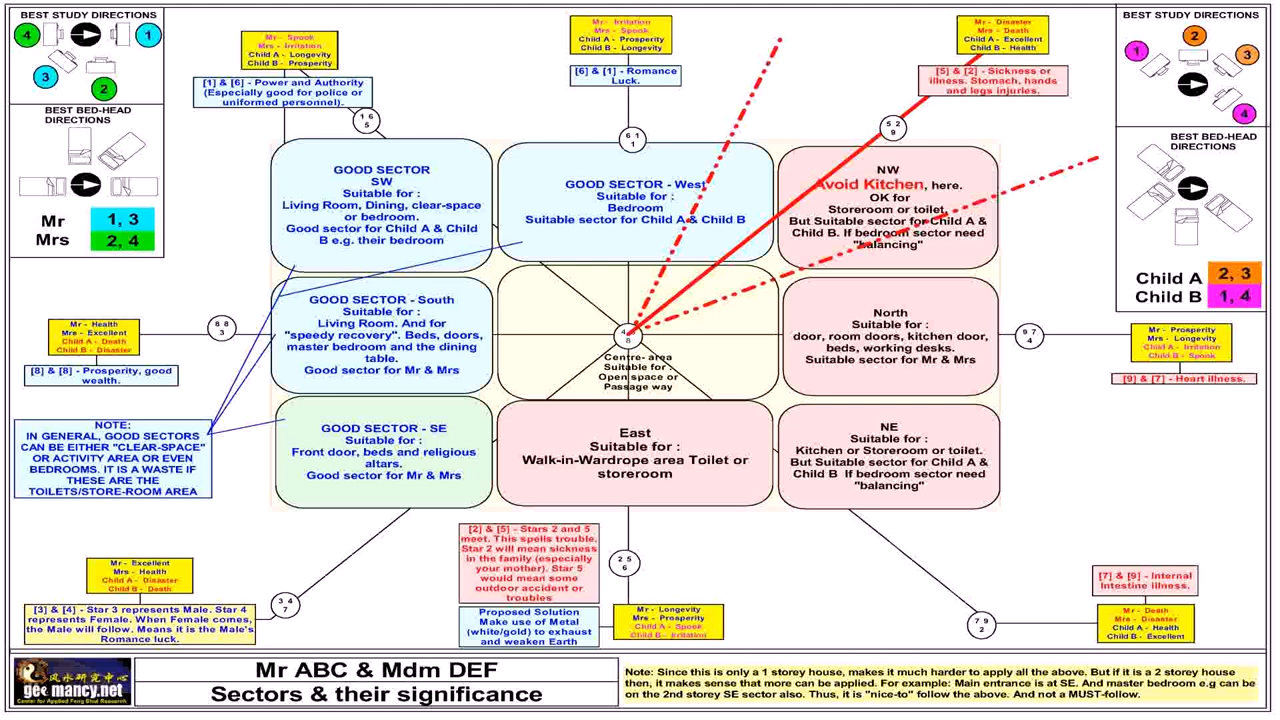 BEST STUDY DIRECTIONS
4
1
3
2
BEST BED-HEAD
DIRECTIONS
Mr
1, 3
Mrs
2, 4
Mr - Spook
Mrs - Irritation
Child A - Longevity
Child B - Prosperity
[1] & [6] - Power and Authority
(Especially good for police or
uniformed personnel).
1 6
5
Mr - Irritation
Mrs - Spook
Child A - Prosperity
Child B - Longevity
[6] & [1] - Romance
Luck.
6 1
1
Mr - Disaster
Mrs - Death
Child A - Excellent
Child B - Health
[5] & [2] - Sickness or
illness. Stomach, hands
and legs injuries.
5 2
9
BEST STUDY DIRECTIONS
2
1
3
4
BEST BED-HEAD
DIRECTIONS
Child A
2, 3
Child B
1, 4
GOOD SECTOR
SW
Suitable for :
Living Room, Dining, clear-space
or bedroom.
Good sector for Child A & Child
B e.g. their bedroom
GOOD SECTOR - West
Suitable for :
Bedroom
Suitable sector for Child A & Child B
NW
Avoid Kitchen, here.
OK for
Storeroom or toilet.
But Suitable sector for Child A &
Child B. If bedroom sector need
"balancing"
Mr - Health
Mrs - Excellent
Child A - Death
Child B - Disaster
[8] & [8] - Prosperity, good
wealth.
8 8
3
GOOD SECTOR - South
Suitable for :
Living Room. And for
"speedy recovery". Beds, doors,
master bedroom and the dining
table.
Good sector for Mr & Mrs
4
8
Centre- area
Suitable for :
Open space or
Passage way
North
Suitable for :
door, room doors, kitchen door,
beds, working desks.
Suitable sector for Mr & Mrs
9 7
4
Mr - Prosperity
Mrs - Longevity
Child A - Irritation
Child B - Spook
[9] & [7] - Heart illness.
NOTE:
IN GENERAL, GOOD SECTORS
CAN BE EITHER "CLEAR-SPACE"
OR ACTIVITY AREA OR EVEN
BEDROOMS. IT IS A WASTE IF
THESE ARE THE
TOILETS/STORE-ROOM AREA
GOOD SECTOR - SE
Suitable for :
Front door, beds and religious
altars.
Good sector for Mr & Mrs
East
Suitable for :
Walk-in-Wardrope area Toilet or
storeroom
NE
Suitable for :
Kitchen or Storeroom or toilet.
But Suitable sector for Child A &
Child B If bedroom sector need
"balancing"
Mr - Excellent
Mrs - Health
Child A - Disaster
Child B - Death
[3] & [4] - Star 3 represents Male. Star 4
represents Female. When Female comes,
the Male will follow. Means it is the Male's
Romance luck.
3 4
7
[2] & [5] - Stars 2 and 5
meet. This spells trouble.
Star 2 will mean sickness
in the family (especially
your mother). Star 5
would mean some
outdoor accident or
troubles
Proposed Solution
Make use of Metal
(white/gold) to exhaust
and weaken Earth
2 5
6
Mr - Longevity
Mrs - Prosperity
Child A - Spook
Child B - Irritation
[7] & [9] - Internal
Intestine illness.
7 9
2
Mr - Death
Mrs - Disaster
Child A - Health
Child B - Excellent
風水研究中心
geomancy.net
Center for Applied Feng Shui Research
Mr ABC & Mdm DEF
Sectors & their significance
Note: Since this is only a 1 storey house, makes it much harder to apply all the above. But if it is a 2 storey house
then, it makes sense that more can be applied. For example: Main entrance is at SE. And master bedroom e.g can be
on the 2nd storey SE sector also. Thus, it is "nice-to" follow the above. And not a MUST-follow.